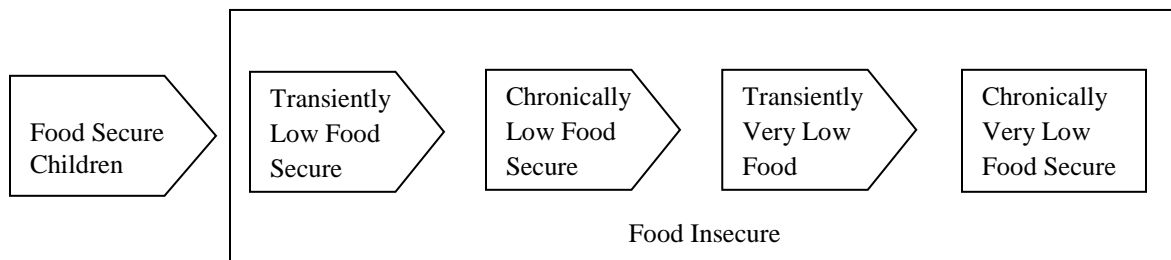 Food Secure
Children
Transiently
Low Food
Secure
Chronically
Low Food
Secure
Transiently
Very Low
Food
Chronically
Very Low
Food Secure
Food Insecure